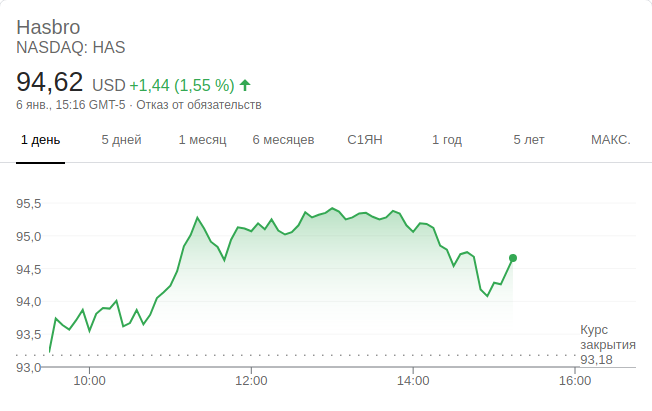 Hasbro
NASDAQ: HAS
94,62 USD +1,44 (1,55 %) ↑
6 янв., 15:16 GMT-5 · Отказ от обязательств
1 день 5 дней 1 месяц 6 месяцев С1ЯН 1 год 5 лет МАКС.
95,5
95,0
94,5
94,0
93,5
93,0
Курс
закрытия
93,18
10:00 12:00 14:00 16:00